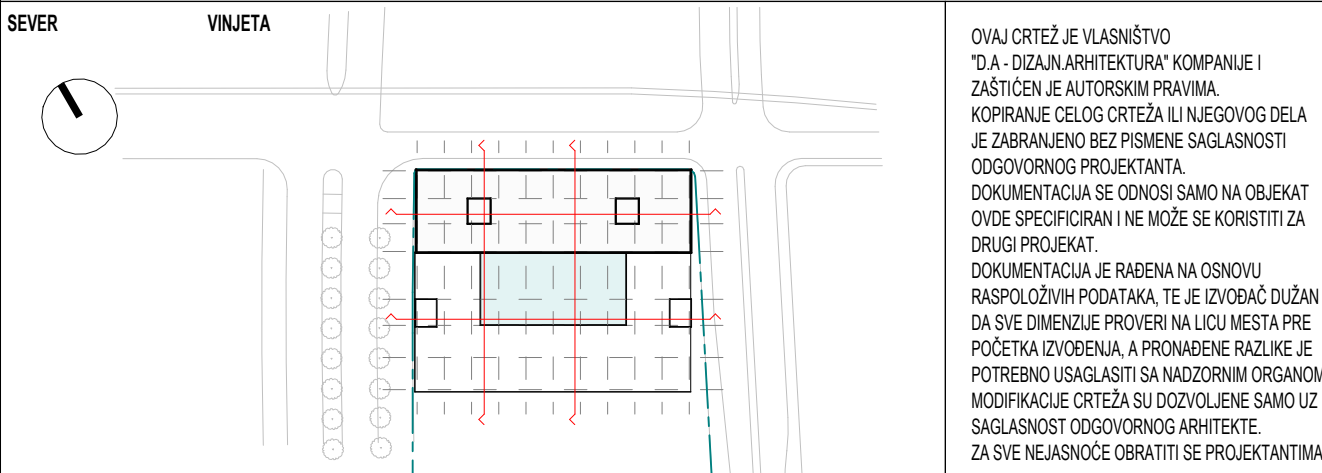 SEVER
VINJETA
OVAJ CRTEŽ JE VLASNIŠTVO
"D.A - DIZAJN.ARHITEKTURA" KOMPANIJE I
ZAŠTIĆEN JE AUTORSKIM PRAVIMA.
KOPIRANJE CELOG CRTEŽA ILI NJEGOVOG DELA
JE ZABRANJENO BEZ PISMENE SAGLASNOSTI
ODGOVORNOG PROJEKTANTA.
DOKUMENTACIJA SE ODNOSI SAMO NA OBJEKAT
OVDE SPECIFICIRAN I NE MOŽE SE KORISTITI ZA
DRUGI PROJEKAT.
DOKUMENTACIJA JE RAĐENA NA OSNOVU
RASPOLOŽIVIH PODATAKA, TE JE IZVOĐAČ DUŽAN
DA SVE DIMENZIJE PROVERI NA LICU MESTA PRE
POČETKA IZVOĐENJA, A PRONAĐENE RAZLIKE JE
POTREBNO USAGLASITI SA NADZORNIM ORGANOM
MODIFIKACIJE CRTEŽA SU DOZVOLJENE SAMO UZ
SAGLASNOST ODGOVORNOG ARHITEKTE.
ZA SVE NEJASNOĆE OBRATITI SE PROJEKTANTIMA